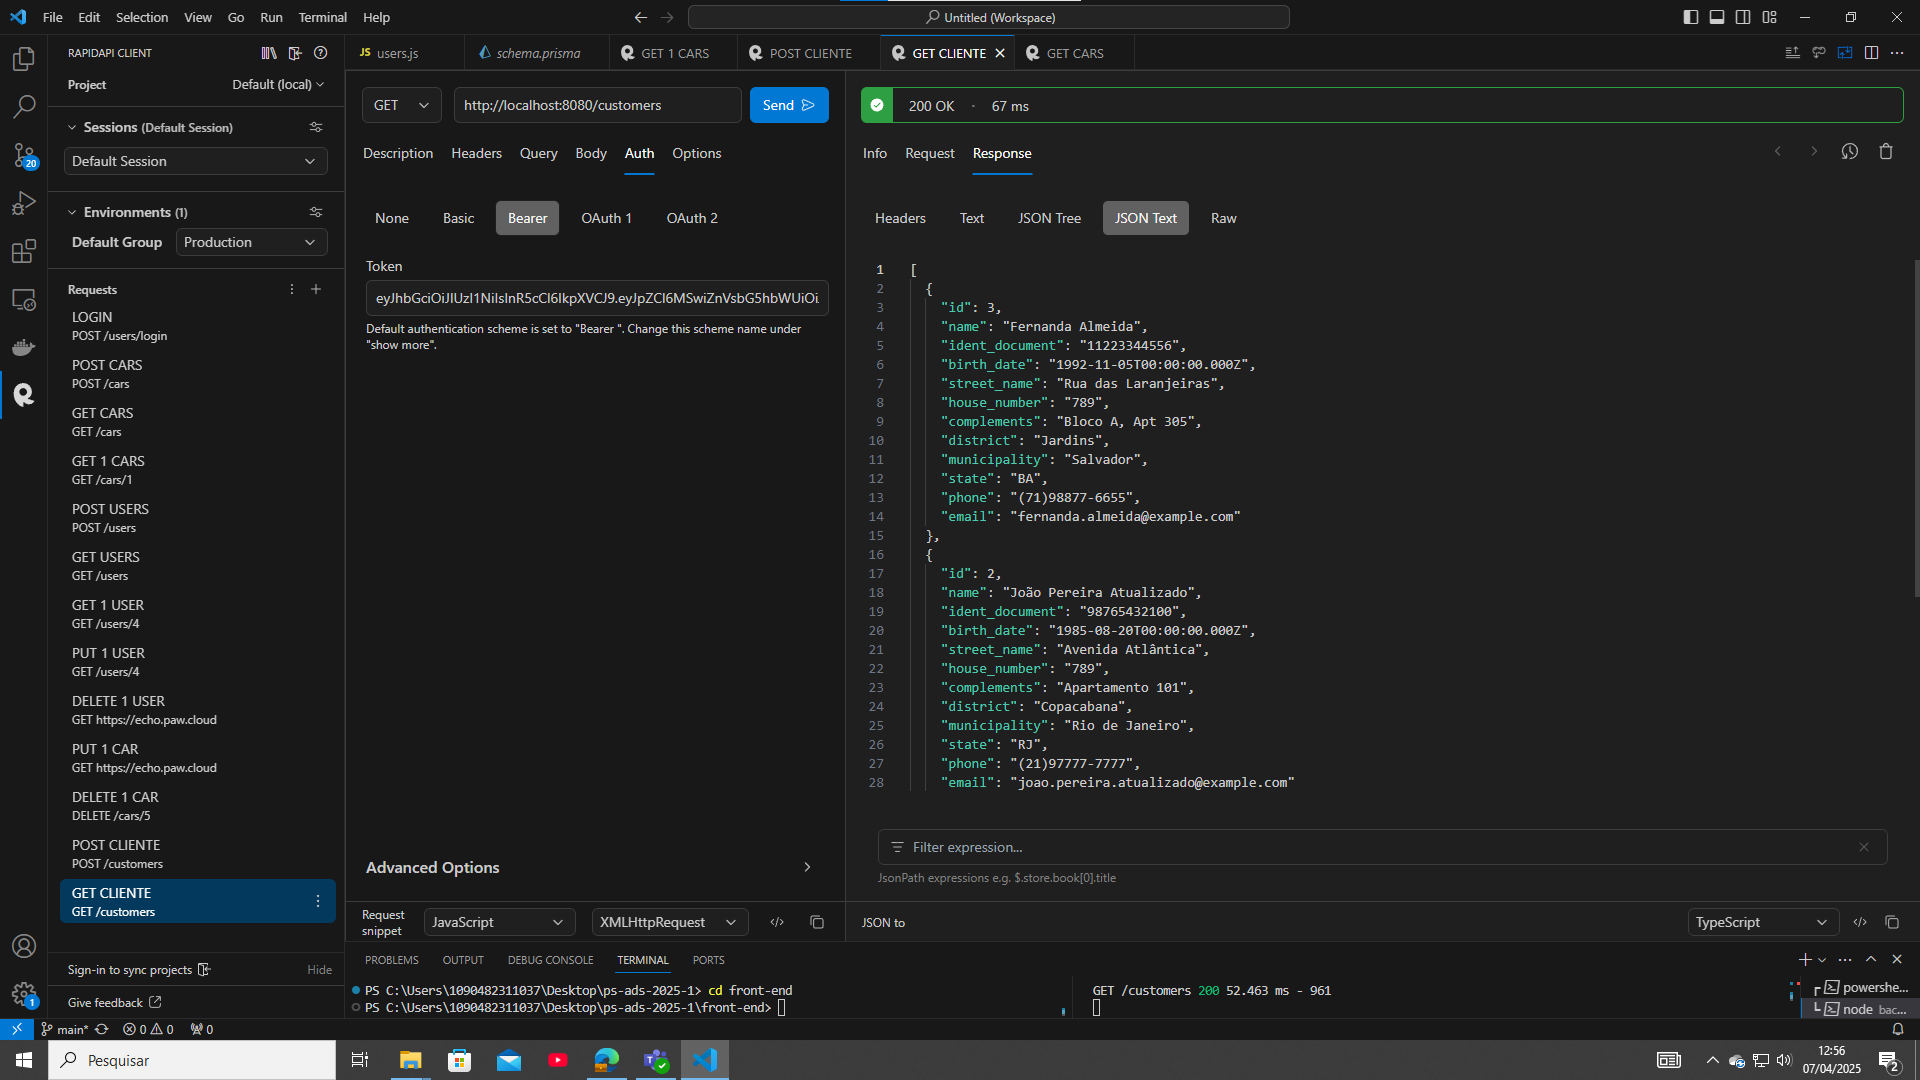 File Edit Selection View Go Run Terminal Help
Untitled (Workspace)
RAPIDAPI CLIENT
Project Default (local)
Sessions (Default Session)
Default Session
Environments (1)
Default Group Production
Requests
LOGIN
POST /users/login
POST CARS
POST /cars
GET CARS
GET /cars
GET 1 CARS
GET /cars/1
POST USERS
POST /users
GET USERS
GET /users
GET 1 USER
GET /users/4
PUT 1 USER
GET /users/4
DELETE 1 USER
GET https://echo.paw.cloud
PUT 1 CAR
GET https://echo.paw.cloud
DELETE 1 CAR
DELETE /cars/5
POST CLIENTE
POST /customers
GET CLIENTE
GET /customers
Sign-in to sync projects Hide
Give feedback
20
1
JS users.js schema.prisma GET 1 CARS POST CLIENTE GET CLIENTE GET CARS
GET http://localhost:8080/customers Send
Description Headers Query Body Auth Options
None Basic Bearer OAuth 1 OAuth 2
Token
eyJhbGciOiJIUzI1NiIsInR5cCI6IkpXVCJ9.eyJpZCI6MSwiZnVsbG5hbWUiOi.
Default authentication scheme is set to "Bearer ". Change this scheme name under
"show more".
Advanced Options
Request
snippet
JavaScript XMLHttpRequest </>
200 OK · 67 ms
Info Request Response
Headers Text JSON Tree JSON Text Raw
1 [
2 {
3 "id": 3,
4 "name": "Fernanda Almeida",
5 "ident_document": "11223344556",
6 "birth_date": "1992-11-05T00:00:00.000Z",
7 "street_name": "Rua das Laranjeiras",
8 "house_number": "789",
9 "complements": "Bloco A, Apt 305",
10 "district": "Jardins",
11 "municipality": "Salvador",
12 "state": "BA",
13 "phone": "(71)98877-6655",
14 "email": "fernanda.almeida@example.com"
15 },
16 {
17 "id": 2,
18 "name": "João Pereira Atualizado",
19 "ident_document": "98765432100",
20 "birth_date": "1985-08-20T00:00:00.000Z",
21 "street_name": "Avenida Atlântica",
22 "house_number": "789",
23 "complements": "Apartamento 101",
24 "district": "Copacabana",
25 "municipality": "Rio de Janeiro",
26 "state": "RJ",
27 "phone": "(21)97777-7777",
28 "email": "joao.pereira.atualizado@example.com"
Filter expression...
JsonPath expressions e.g. $.store.book[0].title
JSON to TypeScript </>
PROBLEMS OUTPUT DEBUG CONSOLE TERMINAL PORTS
PS C:\Users\1090482311037\Desktop\ps-ads-2025-1> cd front-end
PS C:\Users\1090482311037\Desktop\ps-ads-2025-1\front-end>
GET /customers 200 52.463 ms - 961
powershe...
node bac...
main* 0 0 0
Pesquisar
12:56
07/04/2025
2